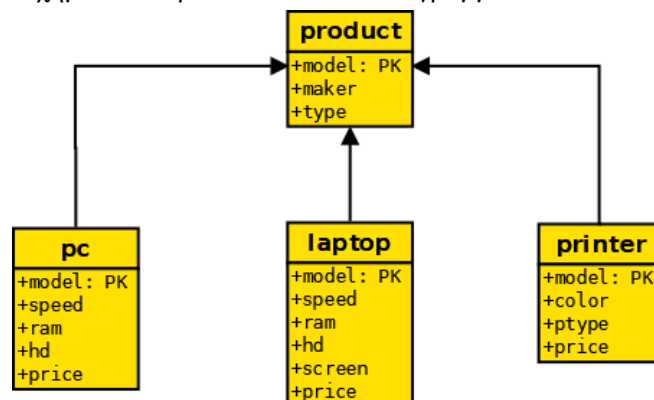 product
+model: PK
+maker
+type
pc
+model: PK
+speed
+ram
+hd
+price
laptop
+model: PK
+speed
+ram
+hd
+screen
+price
printer
+model: PK
+color
+ptype
+price